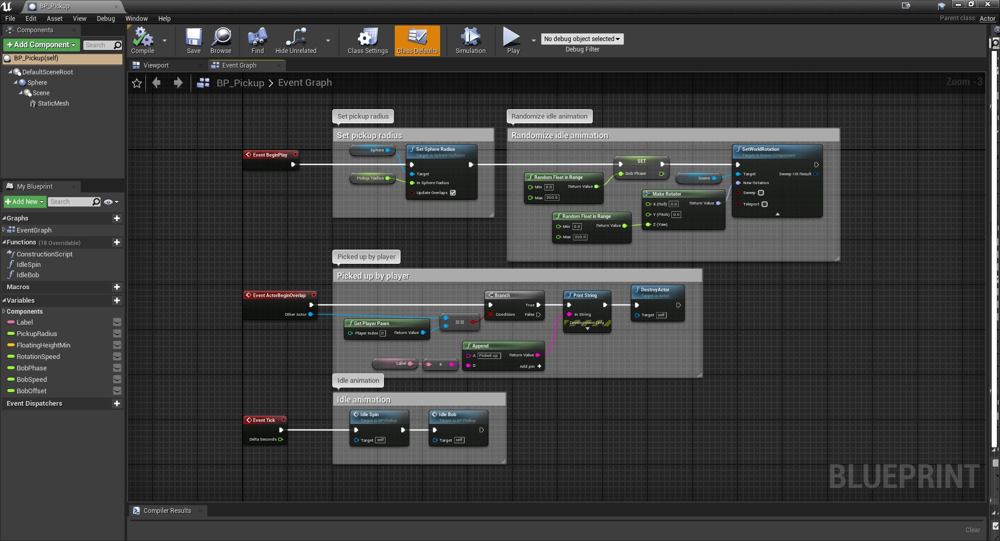 BP_Pickup
File Edit Asset View Debug Window Help
Parent class: Actor
Components
+Add Component
Search
BP_Pickup(self)
DefaultSceneRoot
Sphere
Scene
StaticMesh
My Blueprint
+Add New
Search
Graphs
EventGraph
Functions (18 Overridable)
ConstructionScript
IdleSpin
IdleBob
Macros
Variables
Components
Label
PickupRadius
FloatingHeightMin
RotationSpeed
BobPhase
BobSpeed
BobOffset
Event Dispatchers
Compile
Save
Browse
Find
Hide Unrelated
Class Settings
Class Defaults
Simulation
Play
No debug object selected
Debug Filter
Viewport
Event Graph
BP_Pickup > Event Graph
Zoom -3
Set pickup radius
Set pickup radius
Event BeginPlay
Sphere
Pickup Radius
Set Sphere Radius
Target is Sphere Collision
Target
In Sphere Radius
Update Overlaps
Randomize idle animation
Randomize idle animation
Random Float in Range
Min 0.0
Return Value
Max 360.0
Random Float in Range
Min 0.0
Return Value
Max 360.0
SET
Bob Phase
Scene
Make Rotator
X (Roll) 0.0
Return Value
Y (Pitch) 0.0
Z (Yaw)
SetWorldRotation
Target is Scene Component
Target
Sweep Hit Result
New Rotation
Sweep
Teleport
Picked up by player
Picked up by player
Event ActorBeginOverlap
Other Actor
Get Player Pawn
Player Index 0
Return Value
==
Branch
True
Condition
False
Print String
In String
Development Only
DestroyActor
Target is Actor
Target self
Label
Append
A Picked up
Return Value
B
Add pin +
Idle animation
Idle animation
Event Tick
Delta Seconds
Idle Spin
Target is BP Pickup
Target self
Idle Bob
Target is BP Pickup
Target self
BLUEPRINT
Compiler Results
Clear